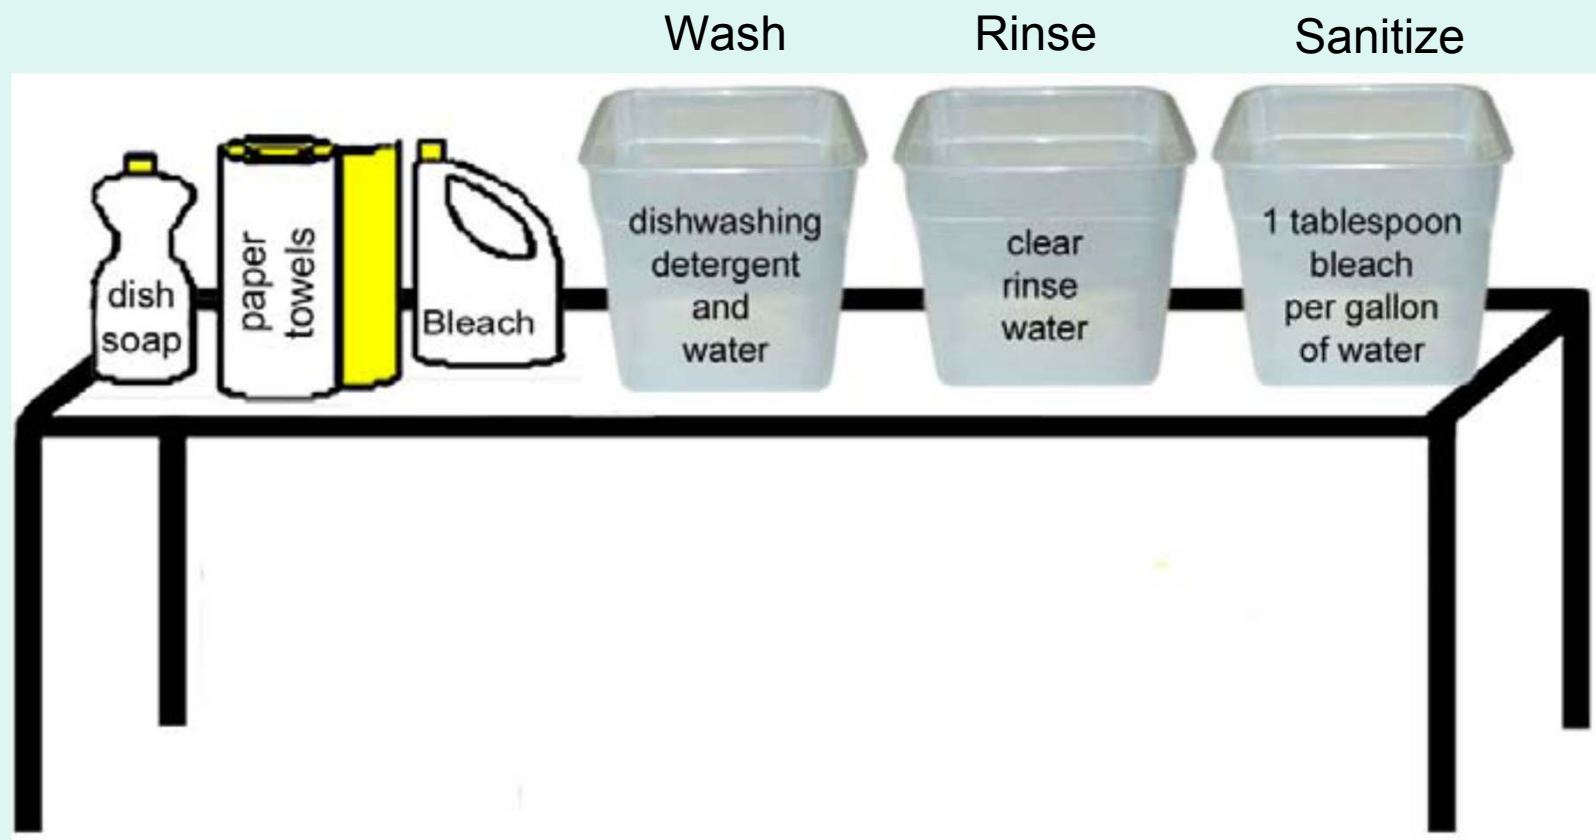 Wash
Rinse
Sanitize
dish
soap
paper
towels
Bleach
dishwashing
detergent
and
water
clear
rinse
water
1 tablespoon
bleach
per gallon
of water